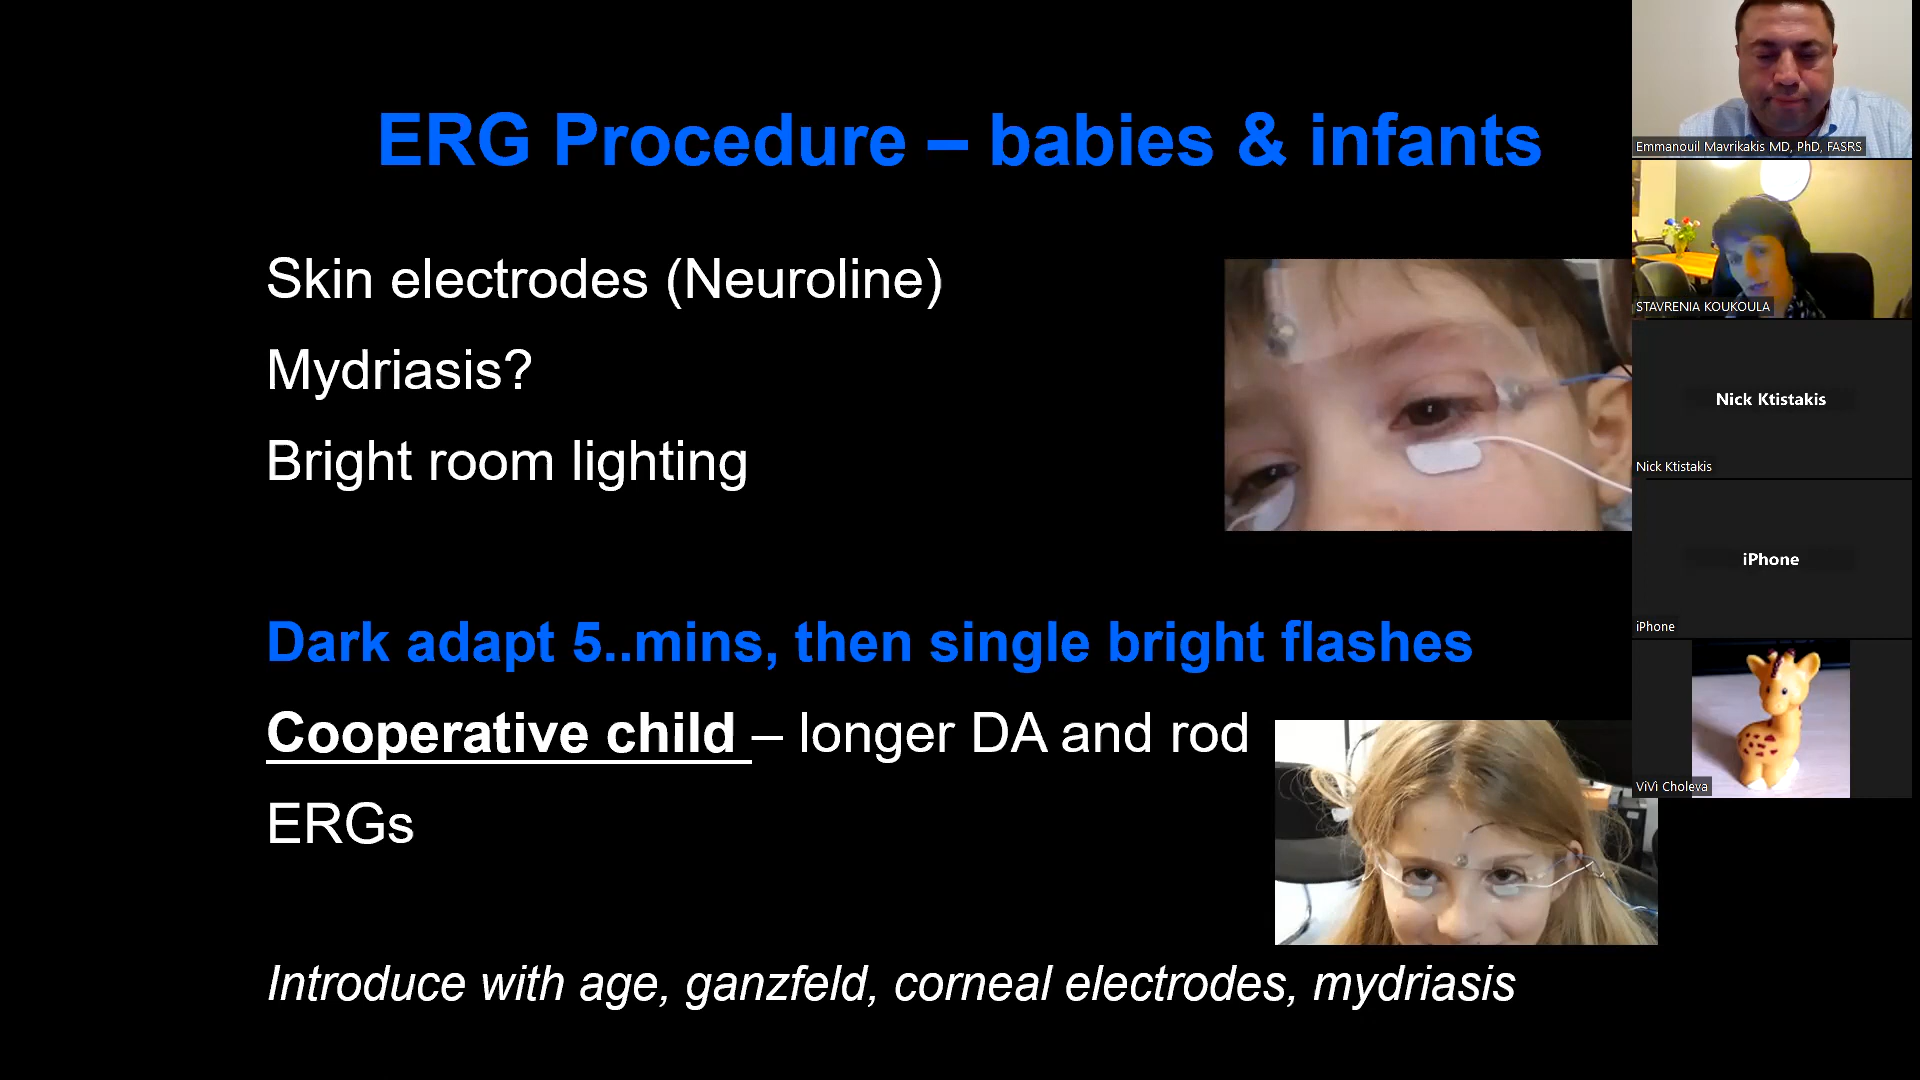 ERG Procedure – babies & infants
Skin electrodes (Neuroline)
Mydriasis?
Bright room lighting
Dark adapt 5..mins, then single bright flashes
Cooperative child – longer DA and rod
ERGs
Introduce with age, ganzfeld, corneal electrodes, mydriasis
Emmanouil Mavrikakis MD, PhD, FASRS
STAVRENIA KOUKOULA
Nick Ktistakis
Nick Ktistakis
iPhone
iPhone
ViVi Choleva